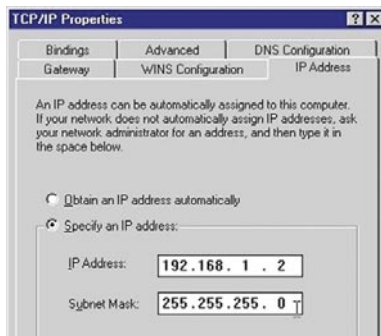 TCP/IP Properties
Bindings Advanced DNS Configuration
Gateway WINS Configuration IP Address
An IP address can be automatically assigned to this computer.
If your network does not automatically assign IP addresses, ask
your network administrator for an address, and then type it in
the space below.
Obtain an IP address automatically
Specify an IP address:
IP Address: 192.168. 1 . 2
Subnet Mask: 255.255.255. 0